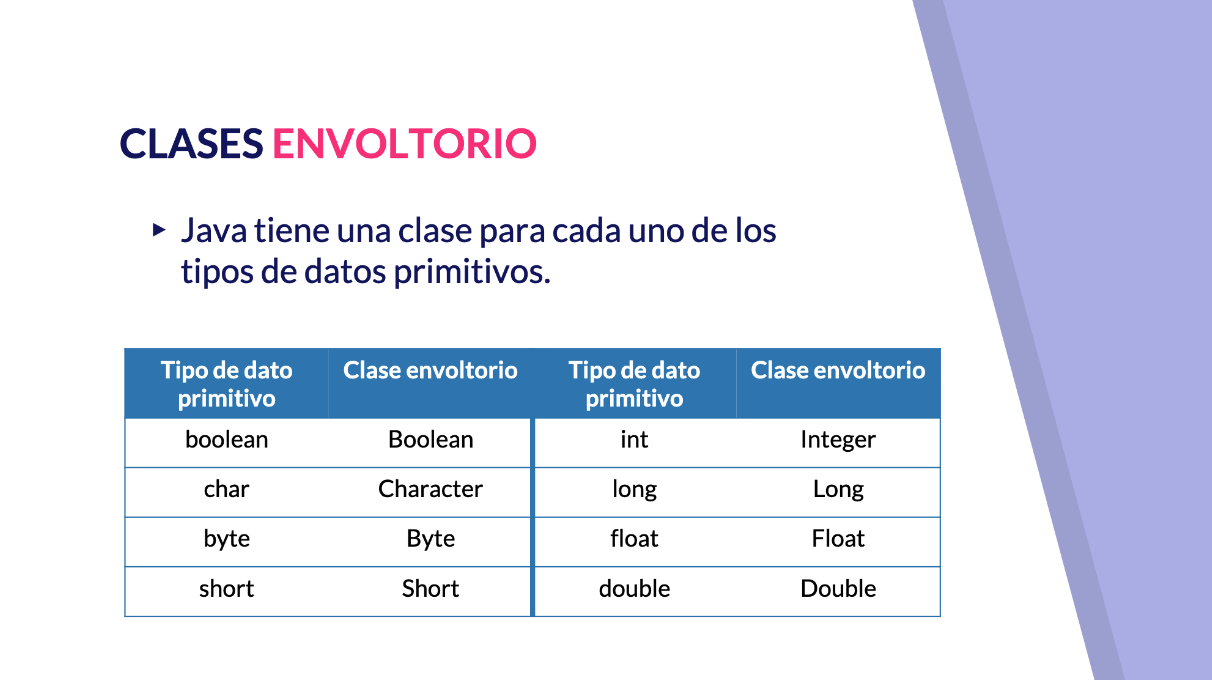 CLASES ENVOLTORIO
▸ Java tiene una clase para cada uno de los
tipos de datos primitivos.
Tipo de dato primitivo Clase envoltorio Tipo de dato primitivo Clase envoltorio
boolean Boolean int Integer
char Character long Long
byte Byte float Float
short Short double Double